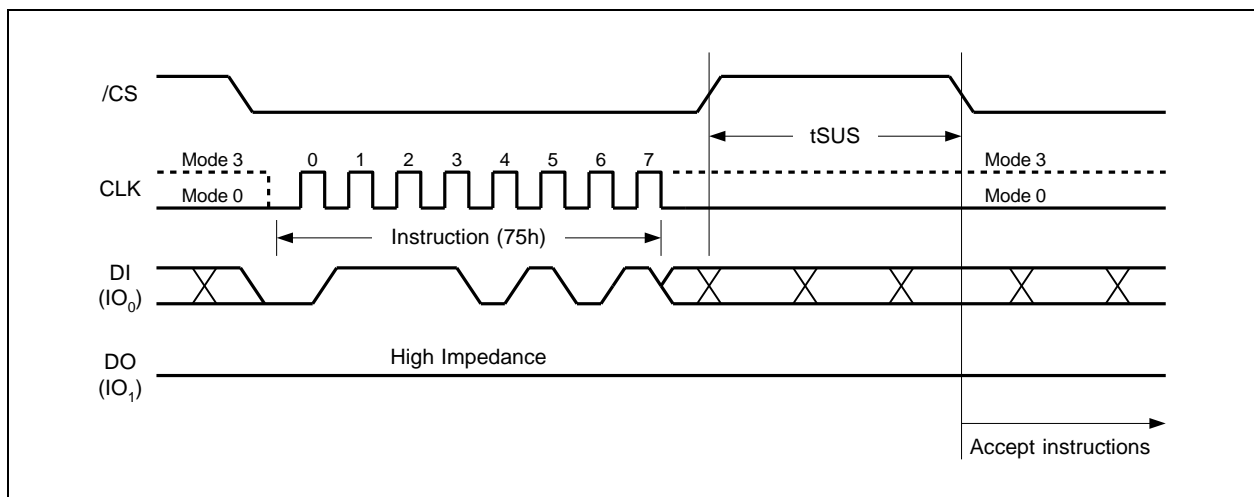 /CS
tSUS
Mode 3
0 1 2 3 4 5 6 7
Mode 3
CLK
Mode 0
Mode 0
Instruction (75h)
DI
(IO0)
High Impedance
DO
(IO1)
Accept instructions